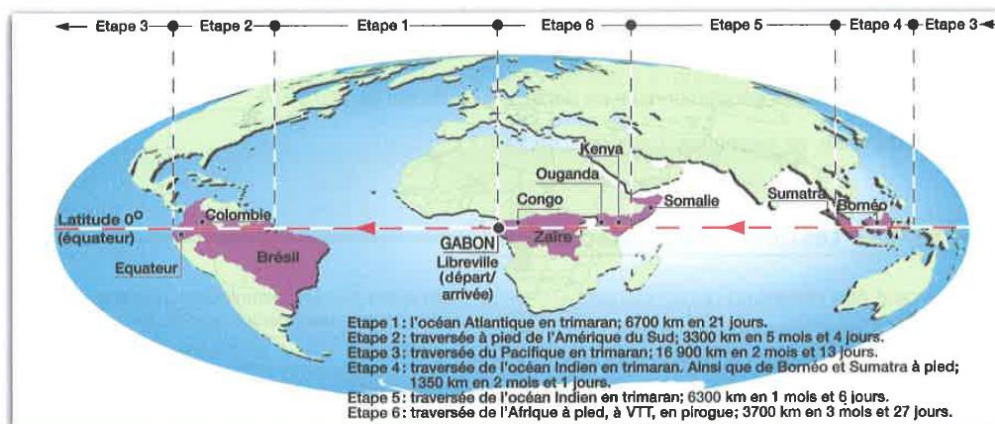 Etape 3 Etape 2 Etape 1 Etape 6 Etape 5 Etape 4 Etape 3
Kenya
Ouganda
Congo
Somalie
Sumatra
Bornéo
Latitude 0°
(équateur)
Colombie
Equateur
Brésil
GABON
Libreville
(départ/
arrivée)
Zaïre
Etape 1 : l'océan Atlantique en trimaran; 6700 km en 21 jours.
Etape 2 : traversée à pied de l'Amérique du Sud; 3300 km en 5 mois et 4 jours.
Etape 3 : traversée du Pacifique en trimaran; 16 900 km en 2 mois et 13 jours.
Etape 4 : traversée de l'océan Indien en trimaran. Ainsi que de Bornéo et Sumatra à pied;
1350 km en 2 mois et 1 jours.
Etape 5 : traversée de l'océan Indien en trimaran; 6300 km en 1 mois et 6 jours.
Etape 6 : traversée de l'Afrique à pied, à VTT, en pirogue; 3700 km en 3 mois et 27 jours.